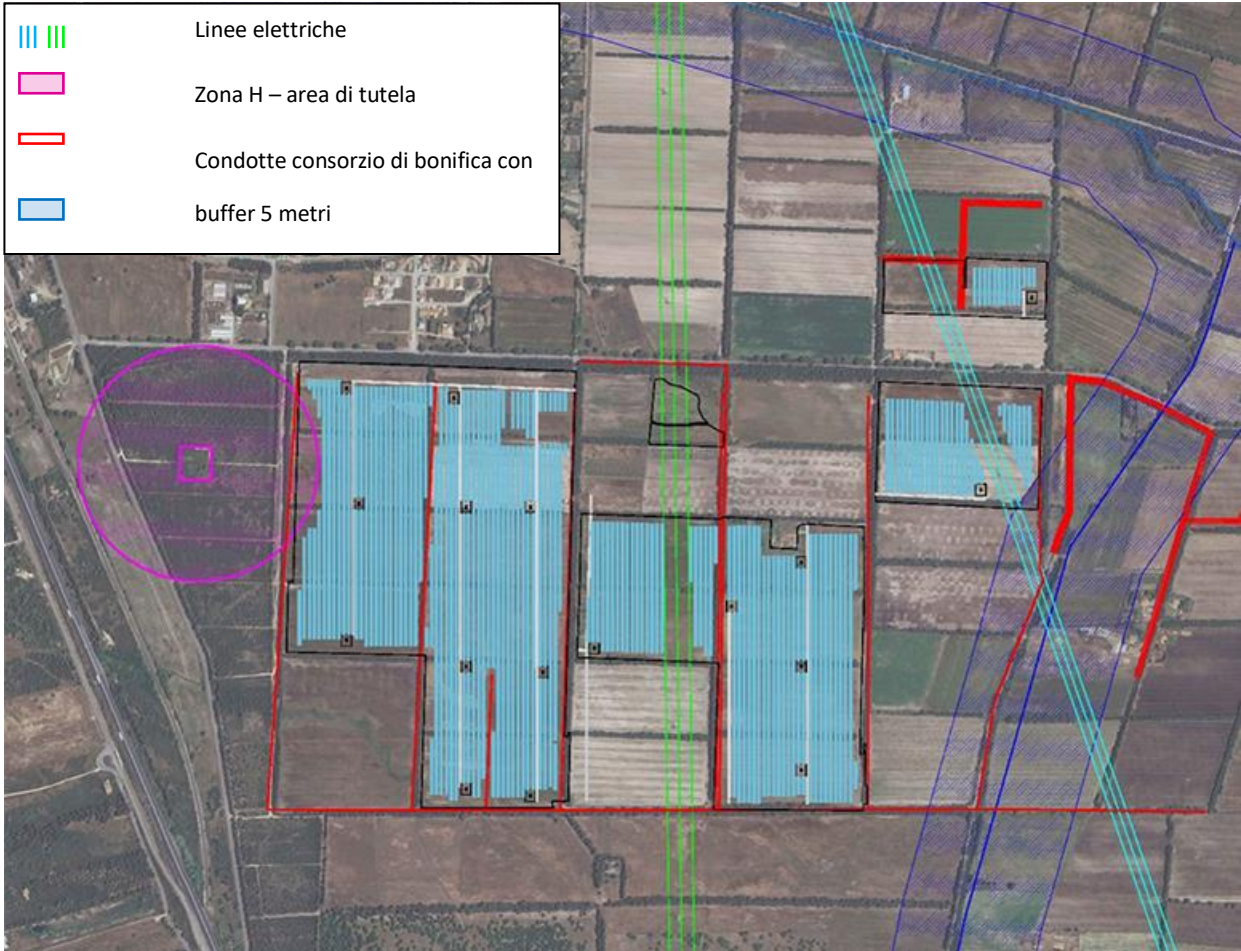 Linee elettriche
Zona H – area di tutela
Condotte consorzio di bonifica con
buffer 5 metri